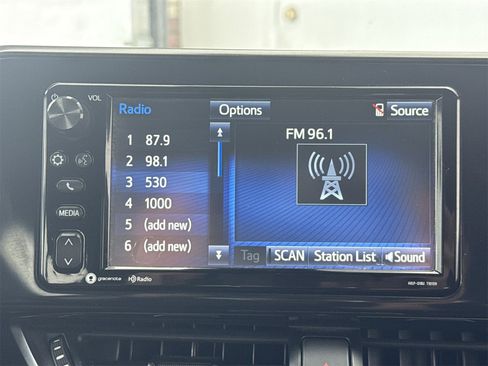 VOL
Radio
Options
Source
1 87.9
2 98.1
3 530
4 1000
5 (add new)
6 (add new)
FM 96.1
MEDIA
Tag
SCAN
Station List
Sound
gracenote
HD Radio